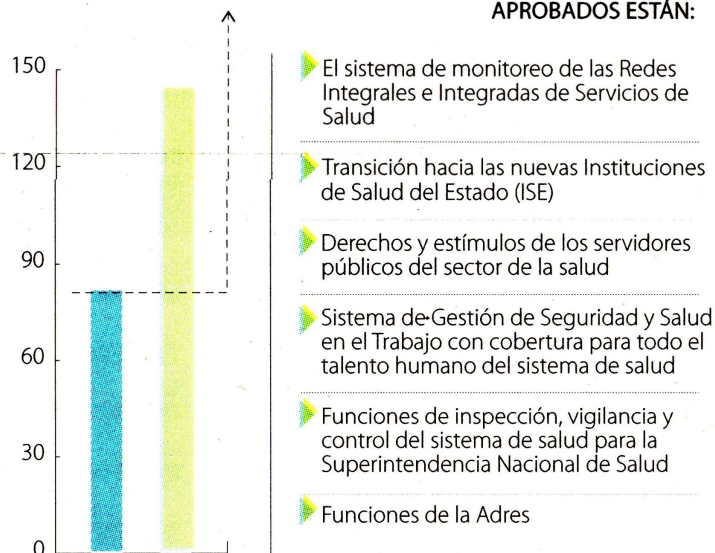 APROBADOS ESTÁN:
150
120
90
60
30
0
El sistema de monitoreo de las Redes
Integrales e Integradas de Servicios de
Salud
Transición hacia las nuevas Instituciones
de Salud del Estado (ISE)
Derechos y estímulos de los servidores
públicos del sector de la salud
Sistema de Gestión de Seguridad y Salud
en el Trabajo con cobertura para todo el
talento humano del sistema de salud
Funciones de inspección, vigilancia y
control del sistema de salud para la
Superintendencia Nacional de Salud
Funciones de la Adres